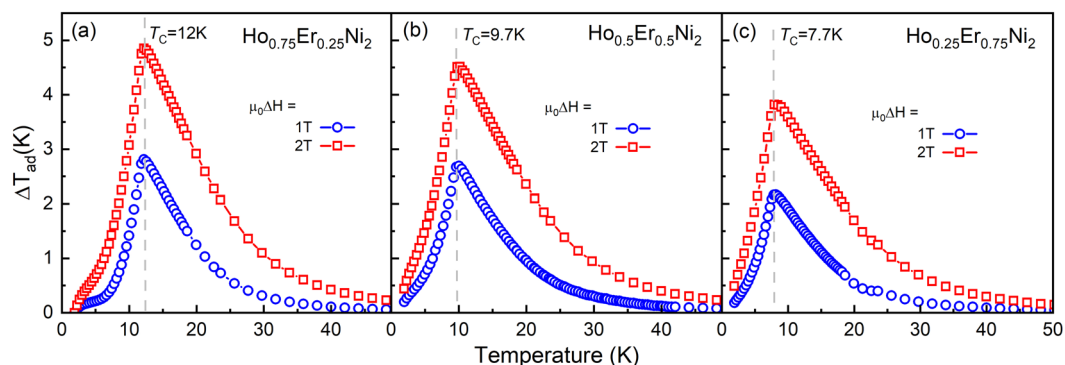 (a) T_C=12K Ho0.75Er0.25Ni2
μ0ΔH =
1T
2T
(b) T_C=9.7K Ho0.5Er0.5Ni2
μ0ΔH =
1T
2T
(c) T_C=7.7K Ho0.25Er0.75Ni2
μ0ΔH =
1T
2T
ΔTad(K)
5
4
3
2
1
0
0 10 20 30 40 0 10 20 30 40 0 10 20 30 40 50
Temperature (K)